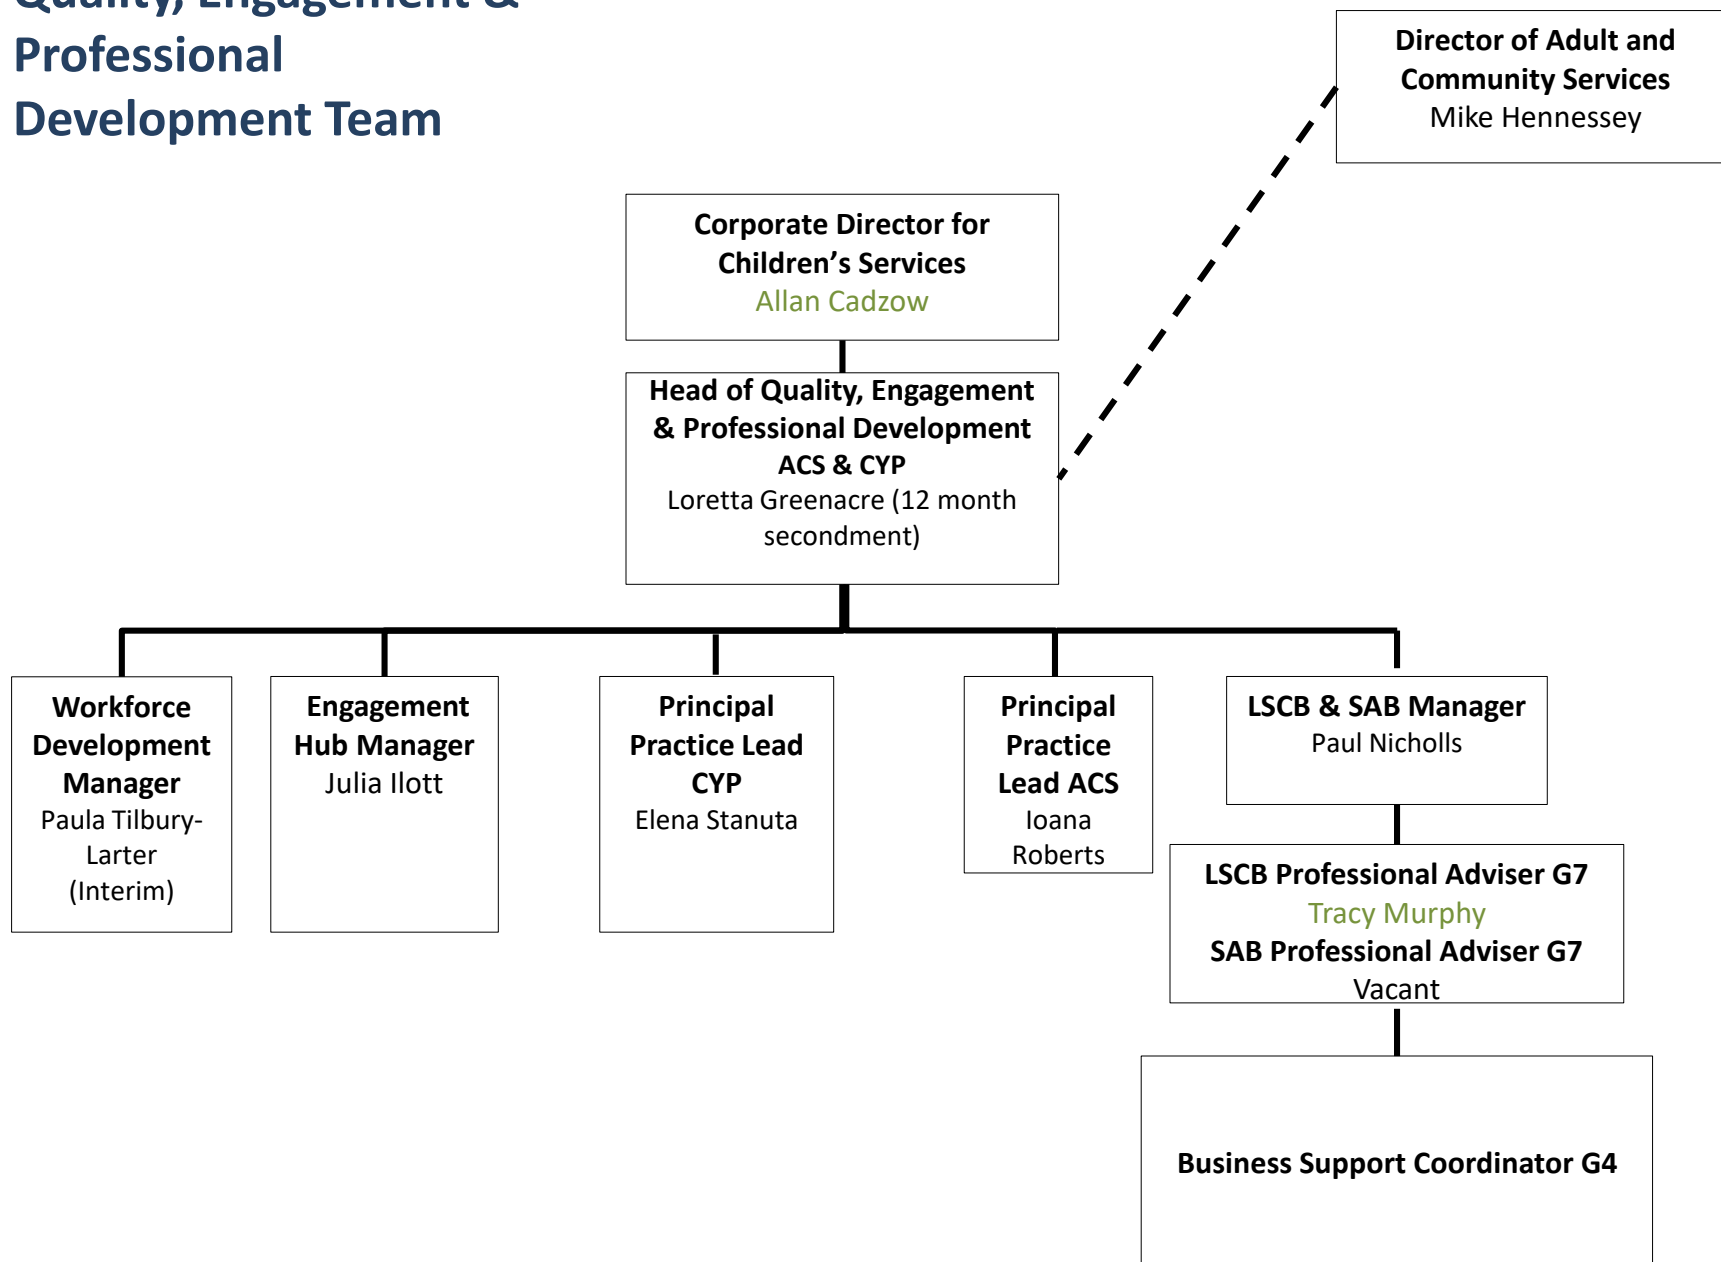 Quality, Engagement &
Professional
Development Team
Director of Adult and
Community Services
Mike Hennessey
Corporate Director for
Children’s Services
Allan Cadzow
Head of Quality, Engagement
& Professional Development
ACS & CYP
Loretta Greenacre (12 month
secondment)
Workforce
Development
Manager
Paula Tilbury-
Larter
(Interim)
Engagement
Hub Manager
Julia Ilott
Principal
Practice Lead
CYP
Elena Stanuta
Principal
Practice
Lead ACS
Ioana
Roberts
LSCB & SAB Manager
Paul Nicholls
LSCB Professional Adviser G7
Tracy Murphy
SAB Professional Adviser G7
Vacant
Business Support Coordinator G4